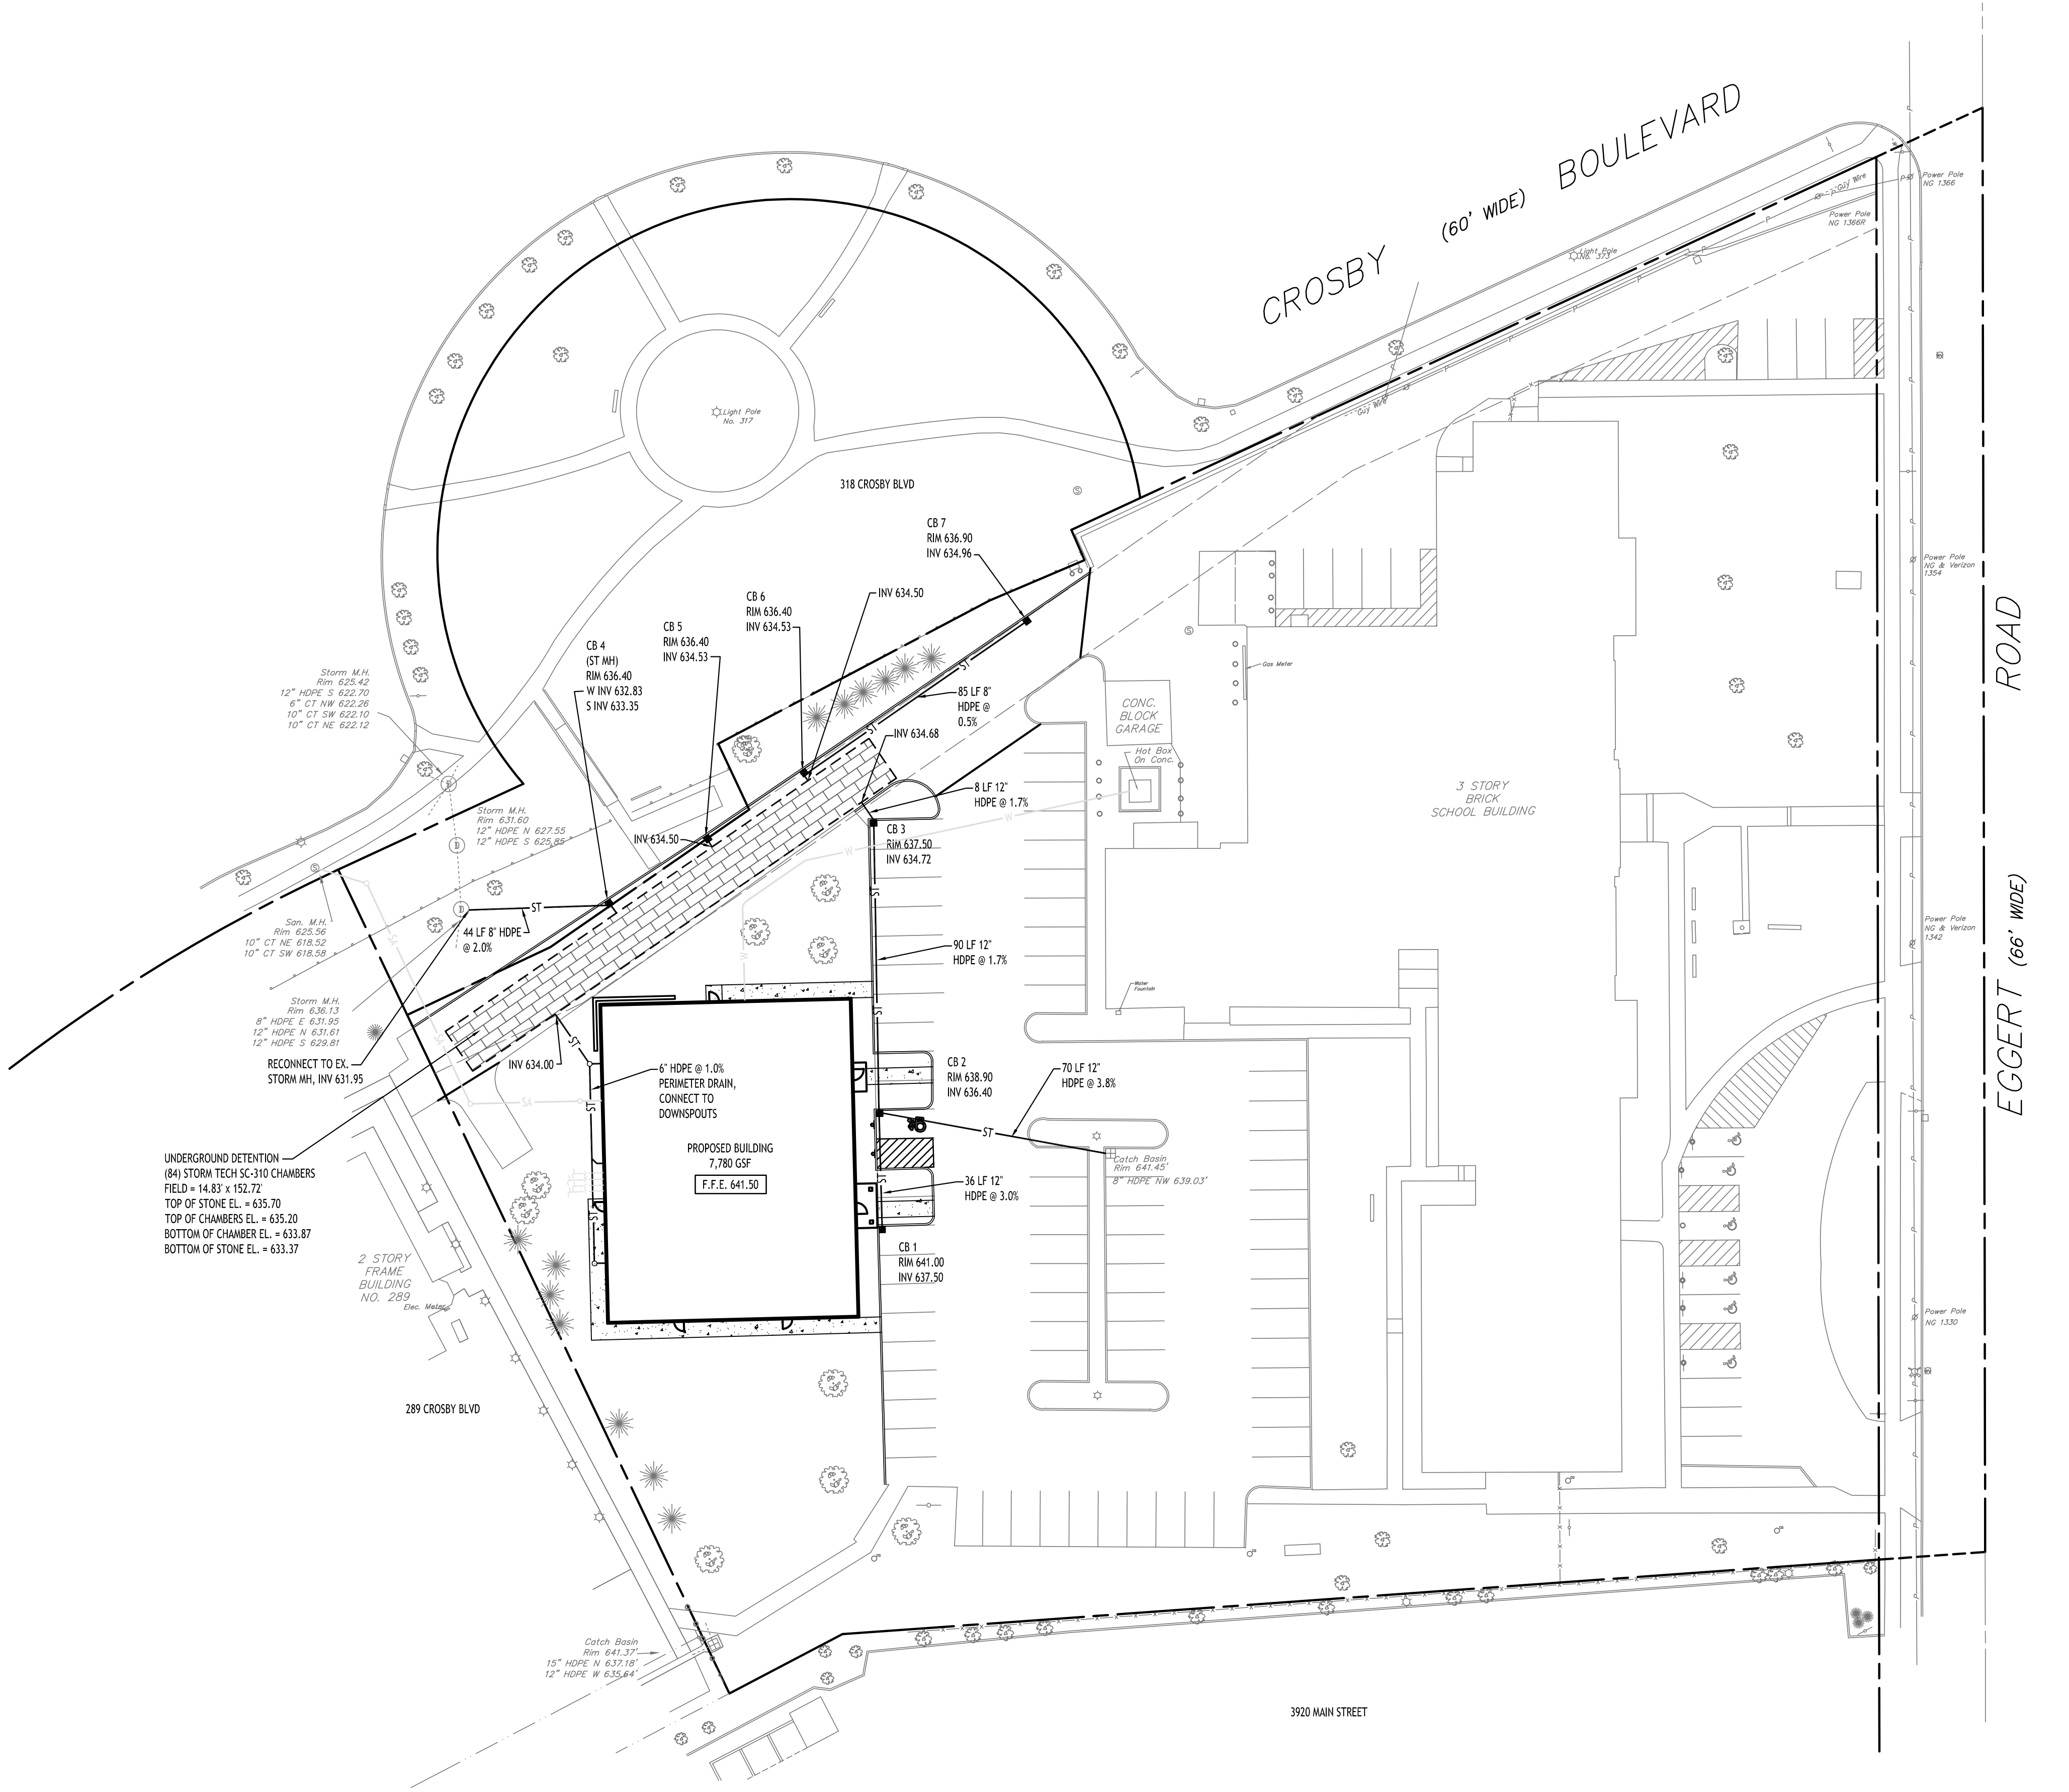 CROSBY (60' WIDE) BOULEVARD
Guy Wire
Power Pole
NG 1366
Power Pole
NG 1366R
Light Pole
No. 373
Guy Wire
Light Pole
No. 317
318 CROSBY BLVD
CB 7
RIM 636.90
INV 634.96
CB 6
RIM 636.40
INV 634.53
INV 634.50
CB 5
RIM 636.40
INV 634.53
CB 4
(ST MH)
RIM 636.40
W INV 632.83
S INV 633.35
Storm M.H.
Rim 625.42
12" HDPE S 622.70
6" CT NW 622.26
10" CT SW 622.10
10" CT NE 622.12
85 LF 8"
HDPE @
0.5%
INV 634.68
8 LF 12"
HDPE @ 1.7%
CB 3
RIM 637.50
INV 634.72
INV 634.50
Storm M.H.
Rim 631.60
12" HDPE N 627.55
12" HDPE S 625.85
44 LF 8" HDPE
@ 2.0%
San. M.H.
Rim 625.56
10" CT NE 618.52
10" CT SW 618.58
Storm M.H.
Rim 636.13
8" HDPE E 631.95
12" HDPE N 631.61
12" HDPE S 629.81
RECONNECT TO EX.
STORM MH, INV 631.95
INV 634.00
90 LF 12"
HDPE @ 1.7%
CONC.
BLOCK
GARAGE
Hot Box
On Conc.
Gas Meter
Water
Fountain
3 STORY
BRICK
SCHOOL BUILDING
Power Pole
NG & Verizon
1354
Power Pole
NG & Verizon
1342
Power Pole
NG 1330
EGGERT (66' WIDE) ROAD
6" HDPE @ 1.0%
PERIMETER DRAIN,
CONNECT TO
DOWNSPOUTS
PROPOSED BUILDING
7,780 GSF
F.F.E. 641.50
CB 2
RIM 638.90
INV 636.40
70 LF 12"
HDPE @ 3.8%
Catch Basin
Rim 641.45'
8" HDPE NW 639.03'
36 LF 12"
HDPE @ 3.0%
CB 1
RIM 641.00
INV 637.50
UNDERGROUND DETENTION
(84) STORM TECH SC-310 CHAMBERS
FIELD = 14.83' x 152.72'
TOP OF STONE EL. = 635.70
TOP OF CHAMBERS EL. = 635.20
BOTTOM OF CHAMBER EL. = 633.87
BOTTOM OF STONE EL. = 633.37
2 STORY
FRAME
BUILDING
NO. 289
Elec. Meter
289 CROSBY BLVD
Catch Basin
Rim 641.37'
15" HDPE N 637.18'
12" HDPE W 635.64'
3920 MAIN STREET
ST
ST
ST
ST
ST
ST
ST
ST
ST
ST
W
W
W
W
SA
SA
SA